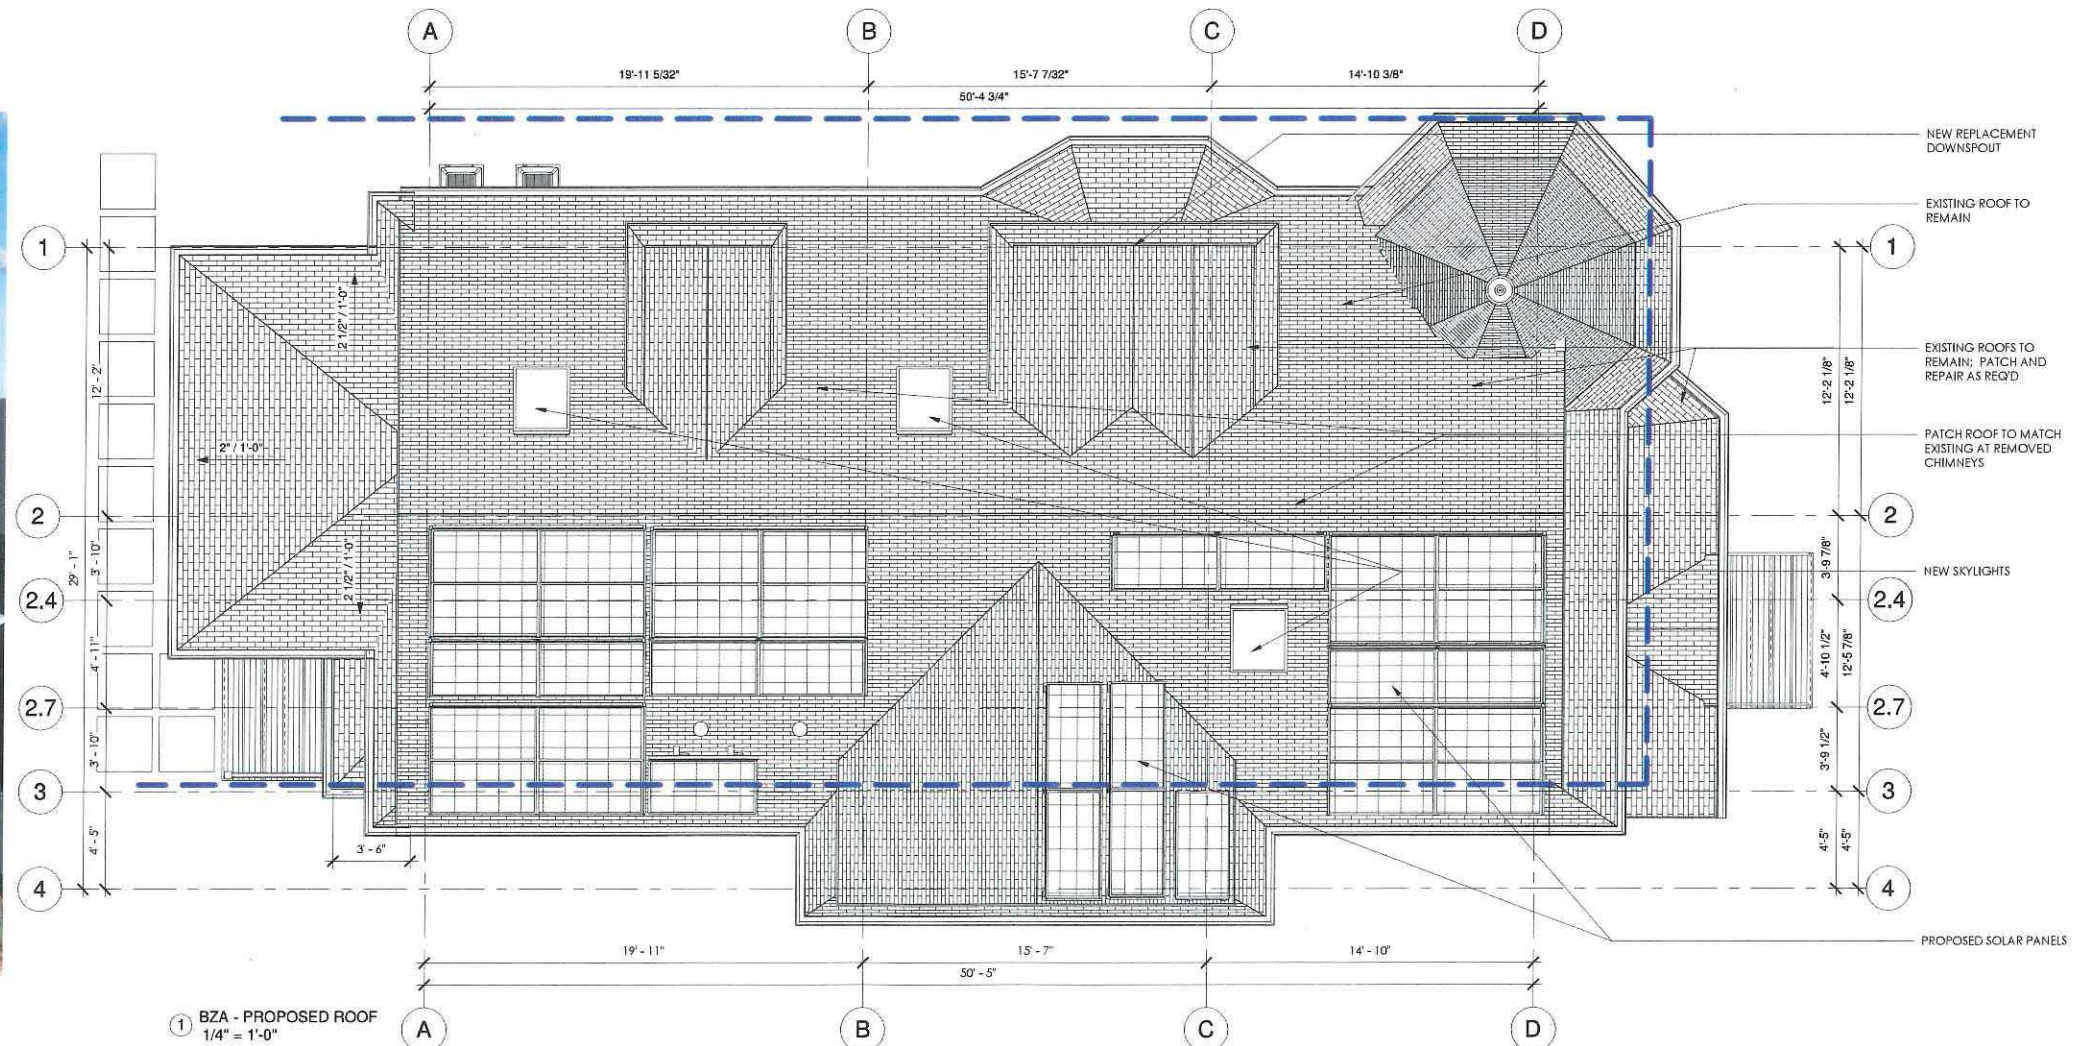 A
B
C
D
19'-11 5/32"
15'-7 7/32"
14'-10 3/8"
50'-4 3/4"
NEW REPLACEMENT
DOWNSPOUT
EXISTING ROOF TO
REMAIN
1
1
2 1/2" / 1'-0"
12' - 2"
EXISTING ROOFS TO
REMAIN; PATCH AND
REPAIR AS REQ'D
12'-2 1/8"
12'-2 1/8"
2" / 1'-0"
PATCH ROOF TO MATCH
EXISTING AT REMOVED
CHIMNEYS
2
2
29' - 1"
3' - 10"
2 1/2" / 1'-0"
3'-9 7/8"
NEW SKYLIGHTS
2.4
2.4
4' - 11"
4'-10 1/2"
12'-5 7/8"
2.7
2.7
3' - 10"
3'-9 1/2"
3
3
4' - 5"
3' - 6"
4'-5"
4'-5"
4
4
PROPOSED SOLAR PANELS
19' - 11"
15' - 7"
14' - 10"
50' - 5"
1 BZA - PROPOSED ROOF
1/4" = 1'-0"
A
B
C
D